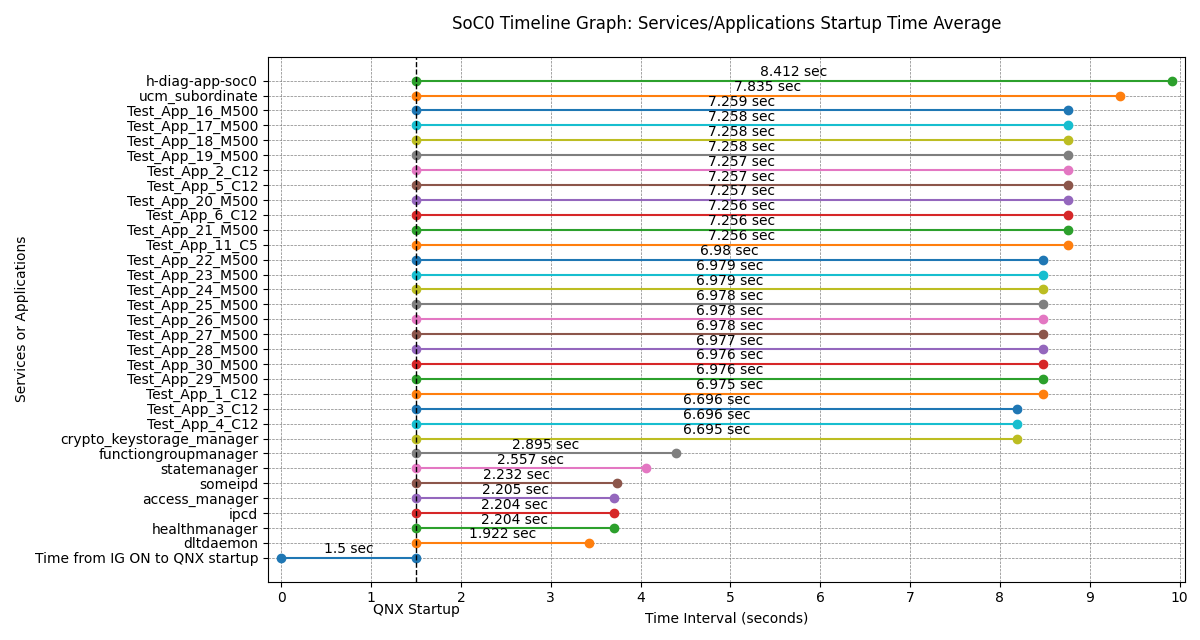 SoC0 Timeline Graph: Services/Applications Startup Time Average
Services or Applications
8.412 sec
h-diag-app-soc0
7.835 sec
ucm_subordinate
7.259 sec
Test_App_16_M500
7.258 sec
Test_App_17_M500
7.258 sec
Test_App_18_M500
7.258 sec
Test_App_19_M500
7.257 sec
Test_App_2_C12
7.257 sec
Test_App_5_C12
7.257 sec
Test_App_20_M500
7.256 sec
Test_App_6_C12
7.256 sec
Test_App_21_M500
7.256 sec
Test_App_11_C5
6.98 sec
Test_App_22_M500
6.979 sec
Test_App_23_M500
6.979 sec
Test_App_24_M500
6.978 sec
Test_App_25_M500
6.978 sec
Test_App_26_M500
6.978 sec
Test_App_27_M500
6.977 sec
Test_App_28_M500
6.976 sec
Test_App_30_M500
6.976 sec
Test_App_29_M500
6.975 sec
Test_App_1_C12
6.696 sec
Test_App_3_C12
6.696 sec
Test_App_4_C12
6.695 sec
crypto_keystorage_manager
2.895 sec
functiongroupmanager
2.557 sec
statemanager
2.232 sec
someipd
2.205 sec
access_manager
2.204 sec
ipcd
2.204 sec
healthmanager
1.922 sec
dltdaemon
1.5 sec
Time from IG ON to QNX startup
0 1 2 3 4 5 6 7 8 9 10
QNX Startup
Time Interval (seconds)